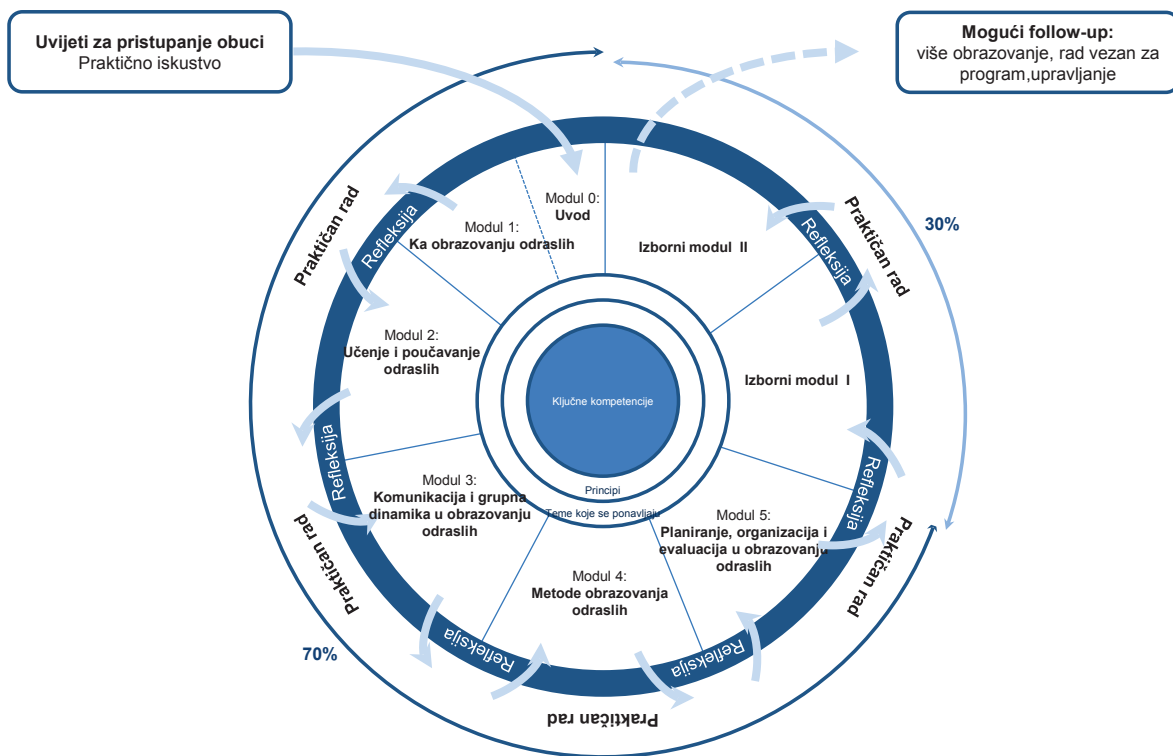 Uvijeti za pristupanje obuci
Praktično iskustvo
Mogući follow-up:
više obrazovanje, rad vezan za
program,upravljanje
Modul 0:
Uvod
Modul 1:
Ka obrazovanju odraslih
Izborni modul II
Refleksija
Praktičan rad
Refleksija
Praktičan rad
30%
Modul 2:
Učenje i poučavanje
odraslih
Izborni modul I
Ključne kompetencije
Refleksija
Praktičan rad
Modul 3:
Komunikacija i grupna
dinamika u obrazovanju
odraslih
Principi
Teme koje se ponavljaju
Modul 5:
Planiranje, organizacija i
evaluacija u obrazovanju
odraslih
Refleksija
Praktičan rad
Modul 4:
Metode obrazovanja
odraslih
70%
Refleksija
Refleksija
Praktičan rad